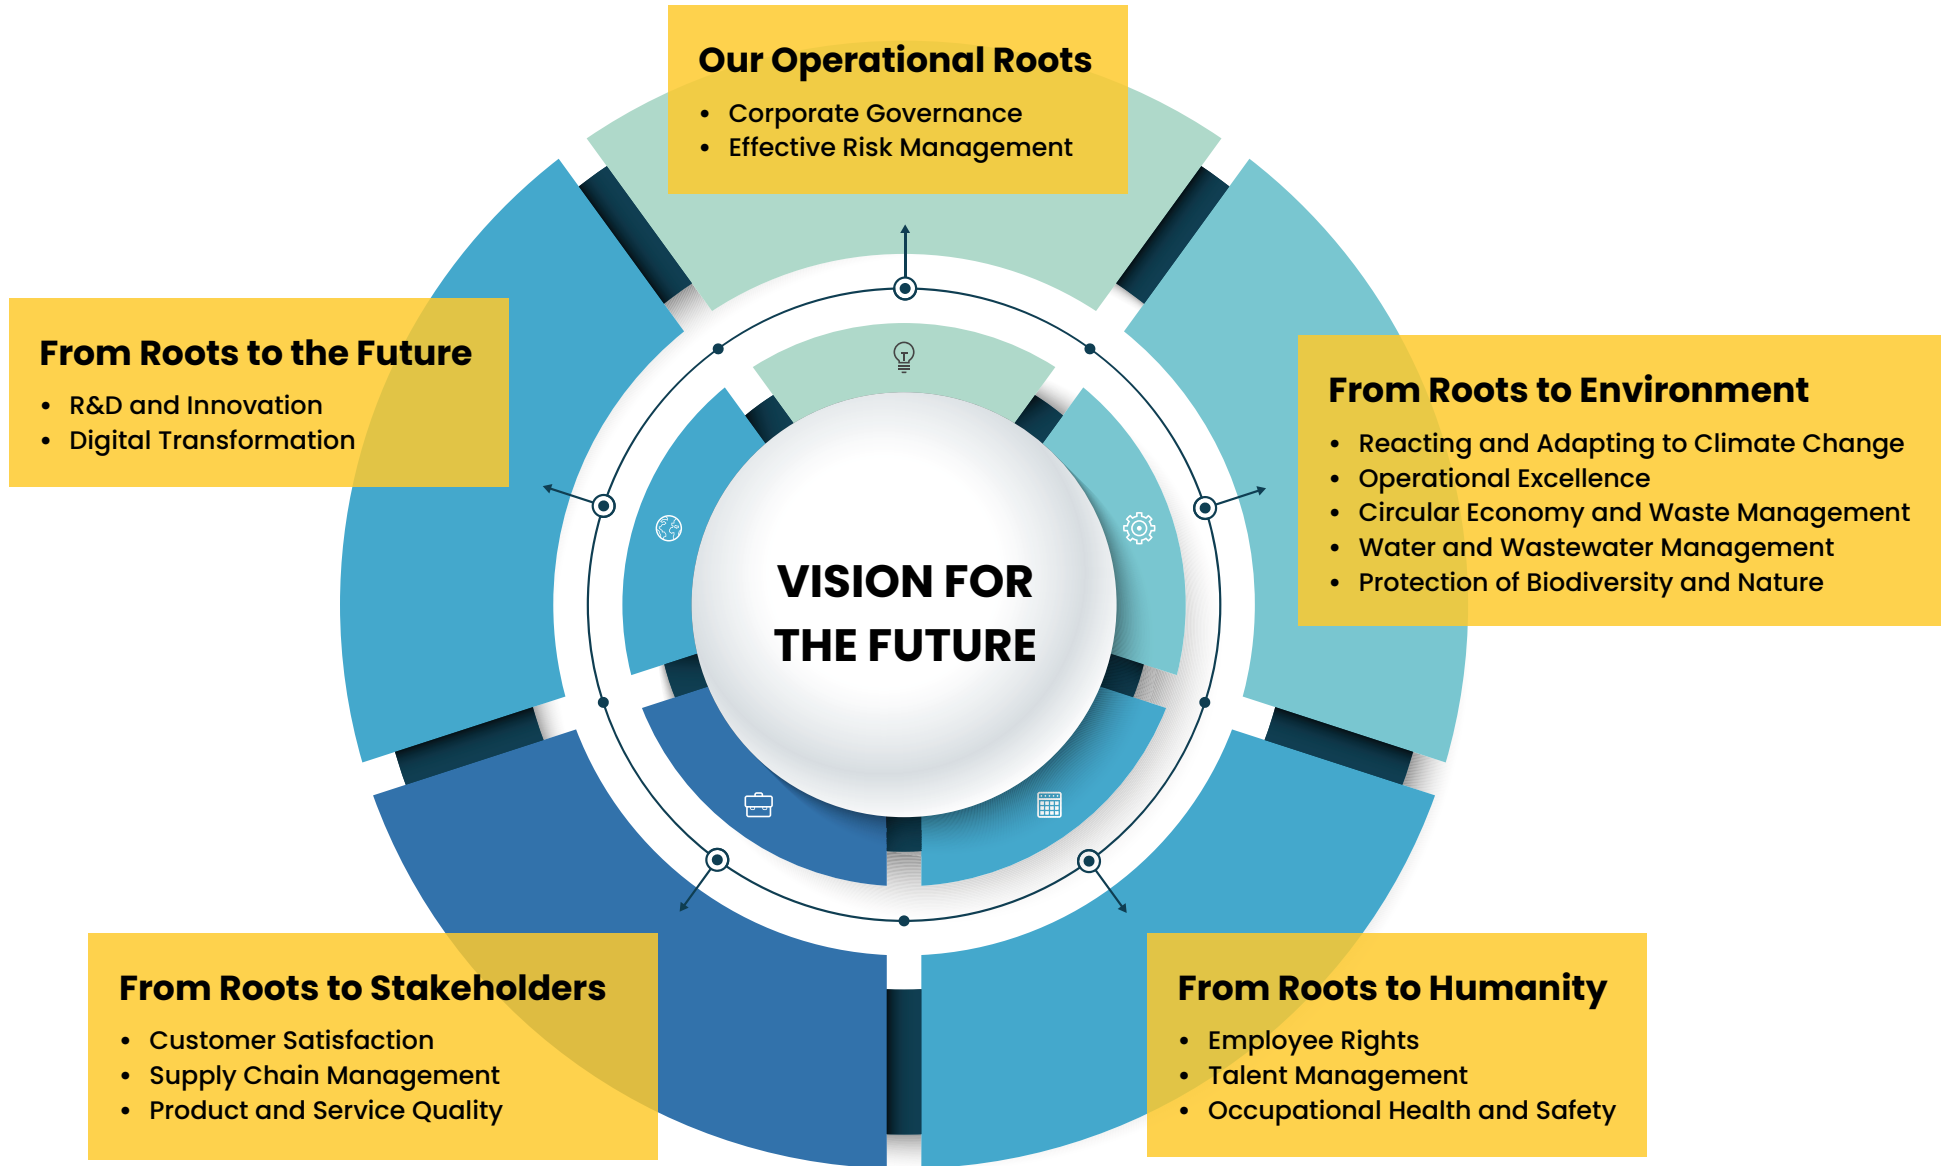 Our Operational Roots
• Corporate Governance
• Effective Risk Management
From Roots to the Future
• R&D and Innovation
• Digital Transformation
From Roots to Environment
• Reacting and Adapting to Climate Change
• Operational Excellence
• Circular Economy and Waste Management
• Water and Wastewater Management
• Protection of Biodiversity and Nature
VISION FOR
THE FUTURE
From Roots to Stakeholders
• Customer Satisfaction
• Supply Chain Management
• Product and Service Quality
From Roots to Humanity
• Employee Rights
• Talent Management
• Occupational Health and Safety